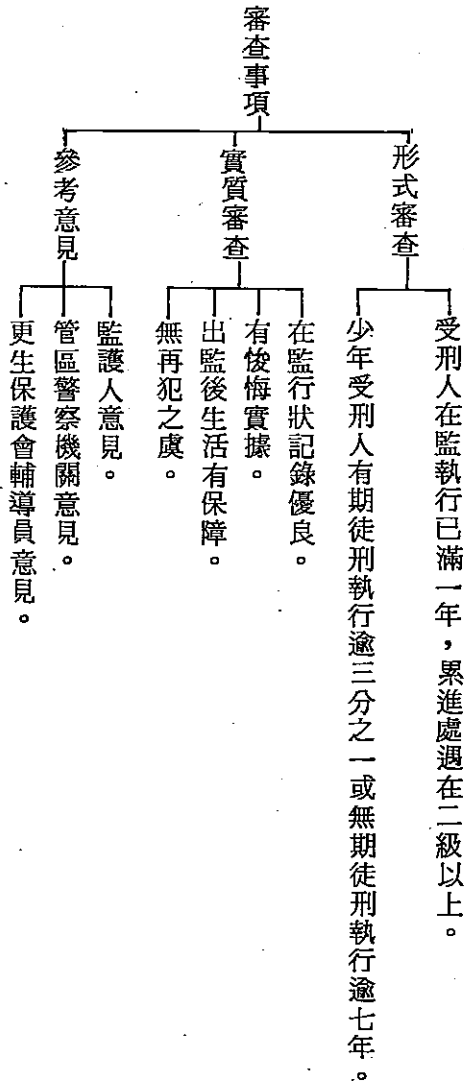 審查事項
形式審查
受刑人在監執行已滿一年，累進處遇在二級以上。
少年受刑人有期徒刑執行逾三分之一或無期徒刑執行逾七年。
實質審查
在監行狀記錄優良。
有悛悔實據。
出監後生活有保障。
無再犯之虞。
參考意見
監護人意見。
管區警察機關意見。
更生保護會輔導員意見。